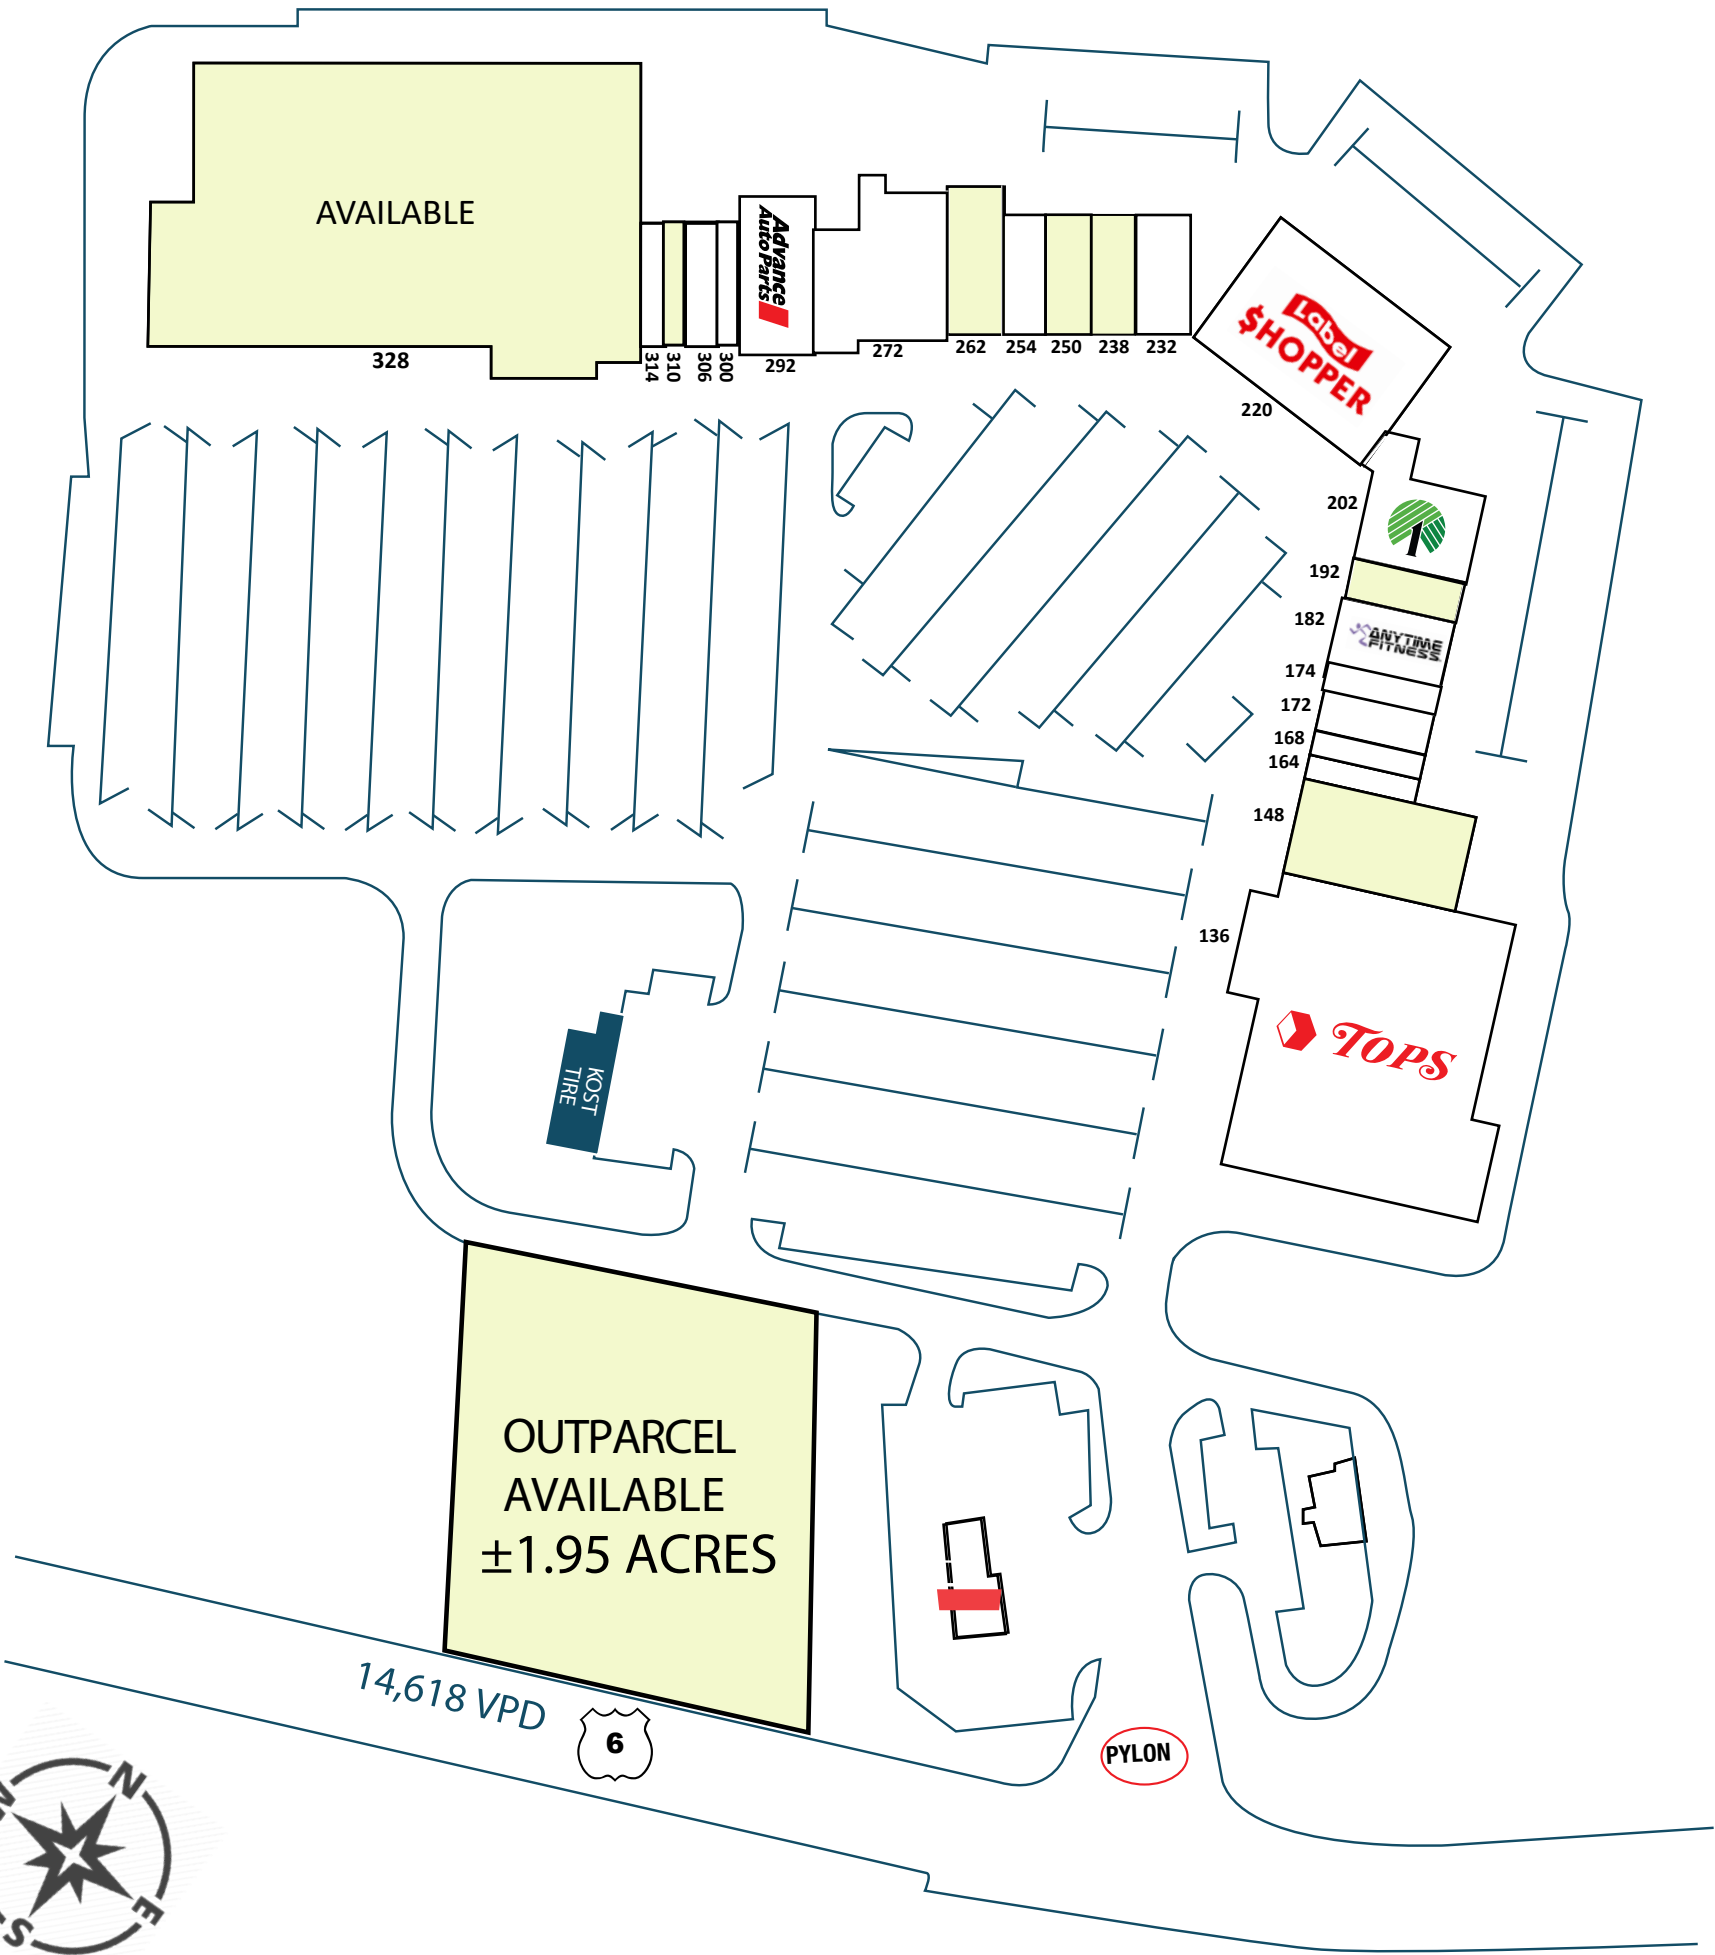 AVAILABLE
328
314
310
306
300
Advance
Auto Parts
292
272
262
254
250
238
232
Label
$HOPPER
220
202
192
182
ANYTIME
FITNESS
174
172
168
164
148
136
TOPS
KOST
TIRE
OUTPARCEL
AVAILABLE
±1.95 ACRES
14,618 VPD
6
PYLON
N
E
S